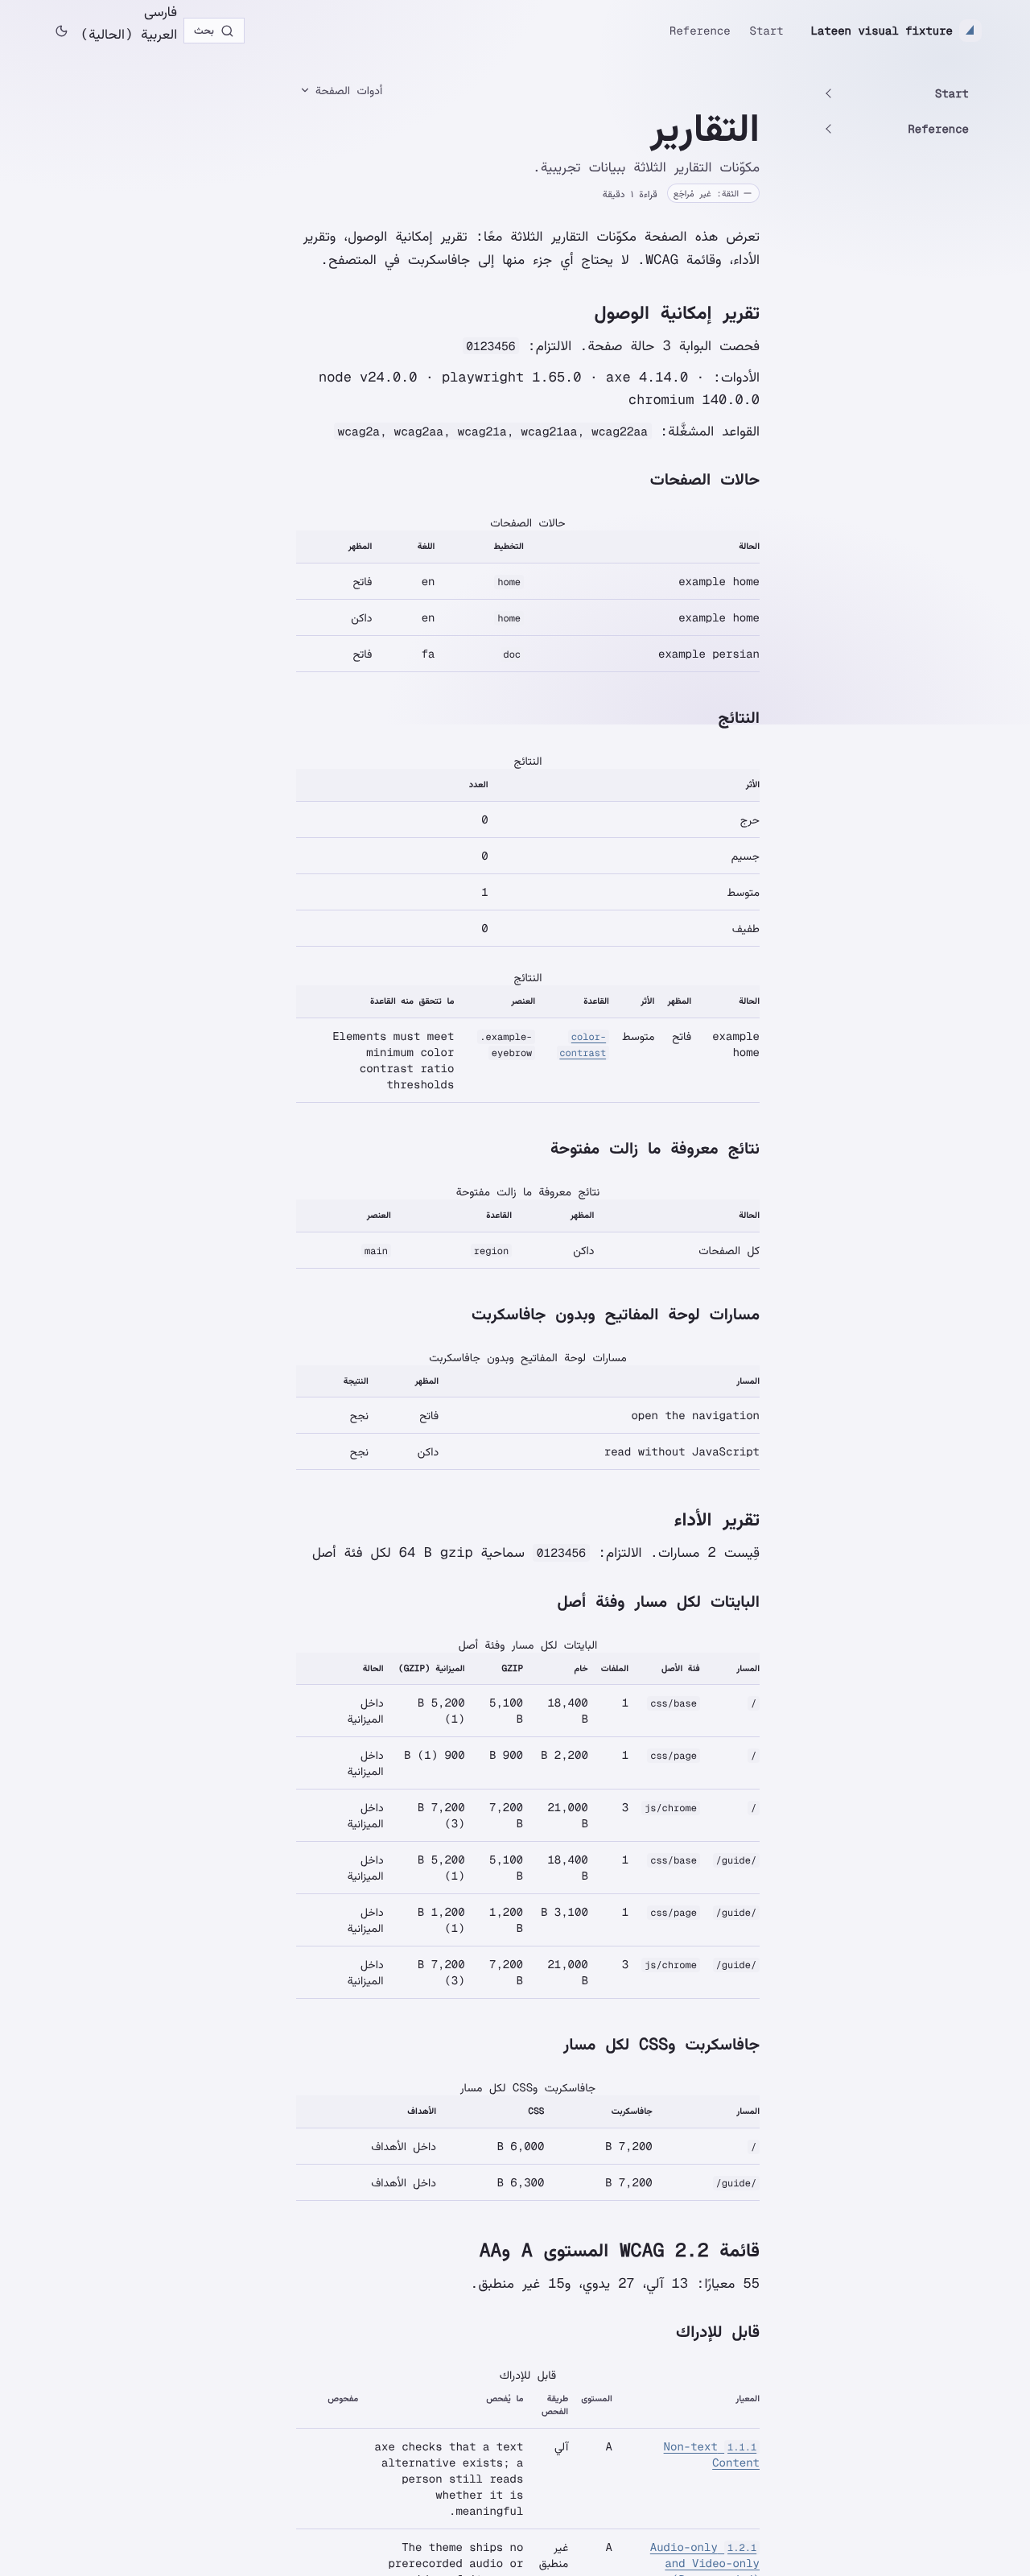 Lateen visual fixture
Start
Reference
بحث
فارسی
العربية (الحالية)
Start
Reference
أدوات الصفحة
التقارير
مكوّنات التقارير الثلاثة ببيانات تجريبية.
— الثقة: غير مُراجَع
قراءة ١ دقيقة
تعرض هذه الصفحة مكوّنات التقارير الثلاثة معًا: تقرير إمكانية الوصول، وتقرير
الأداء، وقائمة WCAG. لا يحتاج أي جزء منها إلى جافاسكربت في المتصفح.
تقرير إمكانية الوصول
فحصت البوابة 3 حالة صفحة. الالتزام: 0123456
الأدوات: node v24.0.0 · playwright 1.65.0 · axe 4.14.0 ·
chromium 140.0.0
القواعد المشغَّلة: wcag2a, wcag2aa, wcag21a, wcag21aa, wcag22aa
حالات الصفحات
حالات الصفحات
الحالة التخطيط اللغة المظهر
example home home en فاتح
example home home en داكن
example persian doc fa فاتح
النتائج
النتائج
الأثر العدد
حرج 0
جسيم 0
متوسط 1
طفيف 0
النتائج
الحالة المظهر الأثر القاعدة العنصر ما تتحقق منه القاعدة
example home فاتح متوسط color-contrast .example-eyebrow Elements must meet
minimum color
contrast ratio
thresholds
نتائج معروفة ما زالت مفتوحة
نتائج معروفة ما زالت مفتوحة
الحالة المظهر القاعدة العنصر
كل الصفحات داكن region main
مسارات لوحة المفاتيح وبدون جافاسكربت
مسارات لوحة المفاتيح وبدون جافاسكربت
المسار المظهر النتيجة
open the navigation فاتح نجح
read without JavaScript داكن نجح
تقرير الأداء
قِيست 2 مسارات. الالتزام: 0123456 سماحية 64 B gzip لكل فئة أصل
البايتات لكل مسار وفئة أصل
البايتات لكل مسار وفئة أصل
المسار فئة الأصل الملفات خام GZIP الميزانية (GZIP) الحالة
/ css/base 1 18,400 B 5,100 B 5,200 B (1) داخل الميزانية
/ css/page 1 2,200 B 900 B 900 B (1) داخل الميزانية
/ js/chrome 3 21,000 B 7,200 B 7,200 B (3) داخل الميزانية
/guide/ css/base 1 18,400 B 5,100 B 5,200 B (1) داخل الميزانية
/guide/ css/page 1 3,100 B 1,200 B 1,200 B (1) داخل الميزانية
/guide/ js/chrome 3 21,000 B 7,200 B 7,200 B (3) داخل الميزانية
جافاسكربت وCSS لكل مسار
جافاسكربت وCSS لكل مسار
المسار جافاسكربت CSS الأهداف
/ 7,200 B 6,000 B داخل الأهداف
/guide/ 7,200 B 6,300 B داخل الأهداف
قائمة WCAG 2.2 المستوى A وAA
55 معيارًا: 13 آلي، 27 يدوي، و15 غير منطبق.
قابل للإدراك
قابل للإدراك
المعيار المستوى طريقة الفحص ما يُفحص مفحوص
1.1.1 Non-text Content A آلي axe checks that a text
alternative exists; a
person still reads
whether it is
meaningful.
1.2.1 Audio-only and Video-only A غير منطبق The theme ships no
prerecorded audio or